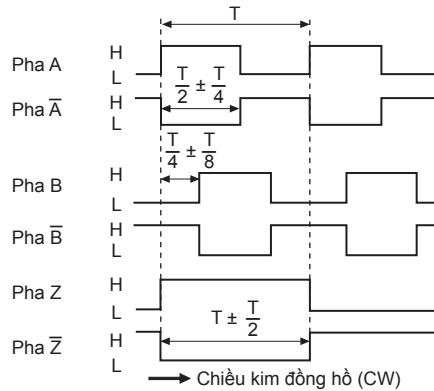 T
Pha A H
L
T/2 ± T/4
Pha A̅ H
L
T/4 ± T/8
Pha B H
L
Pha B̅ H
L
Pha Z H
L
T ± T/2
Pha Z̅ H
L
Chiều kim đồng hồ (CW)